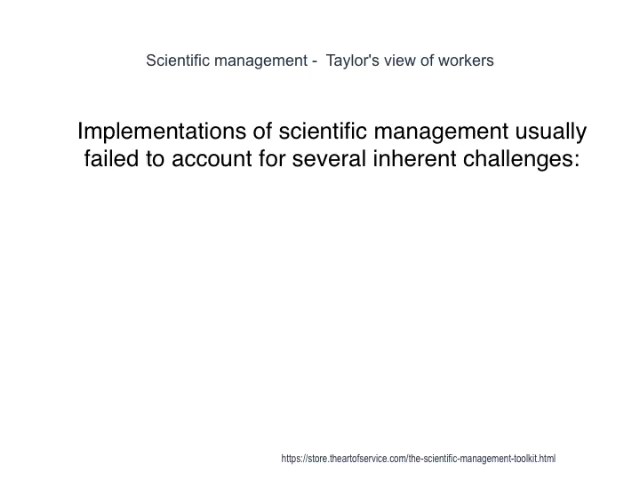 Scientific management -  Taylor's view of workers
Implementations of scientific management usually
failed to account for several inherent challenges:
https://store.theartofservice.com/the-scientific-management-toolkit.html